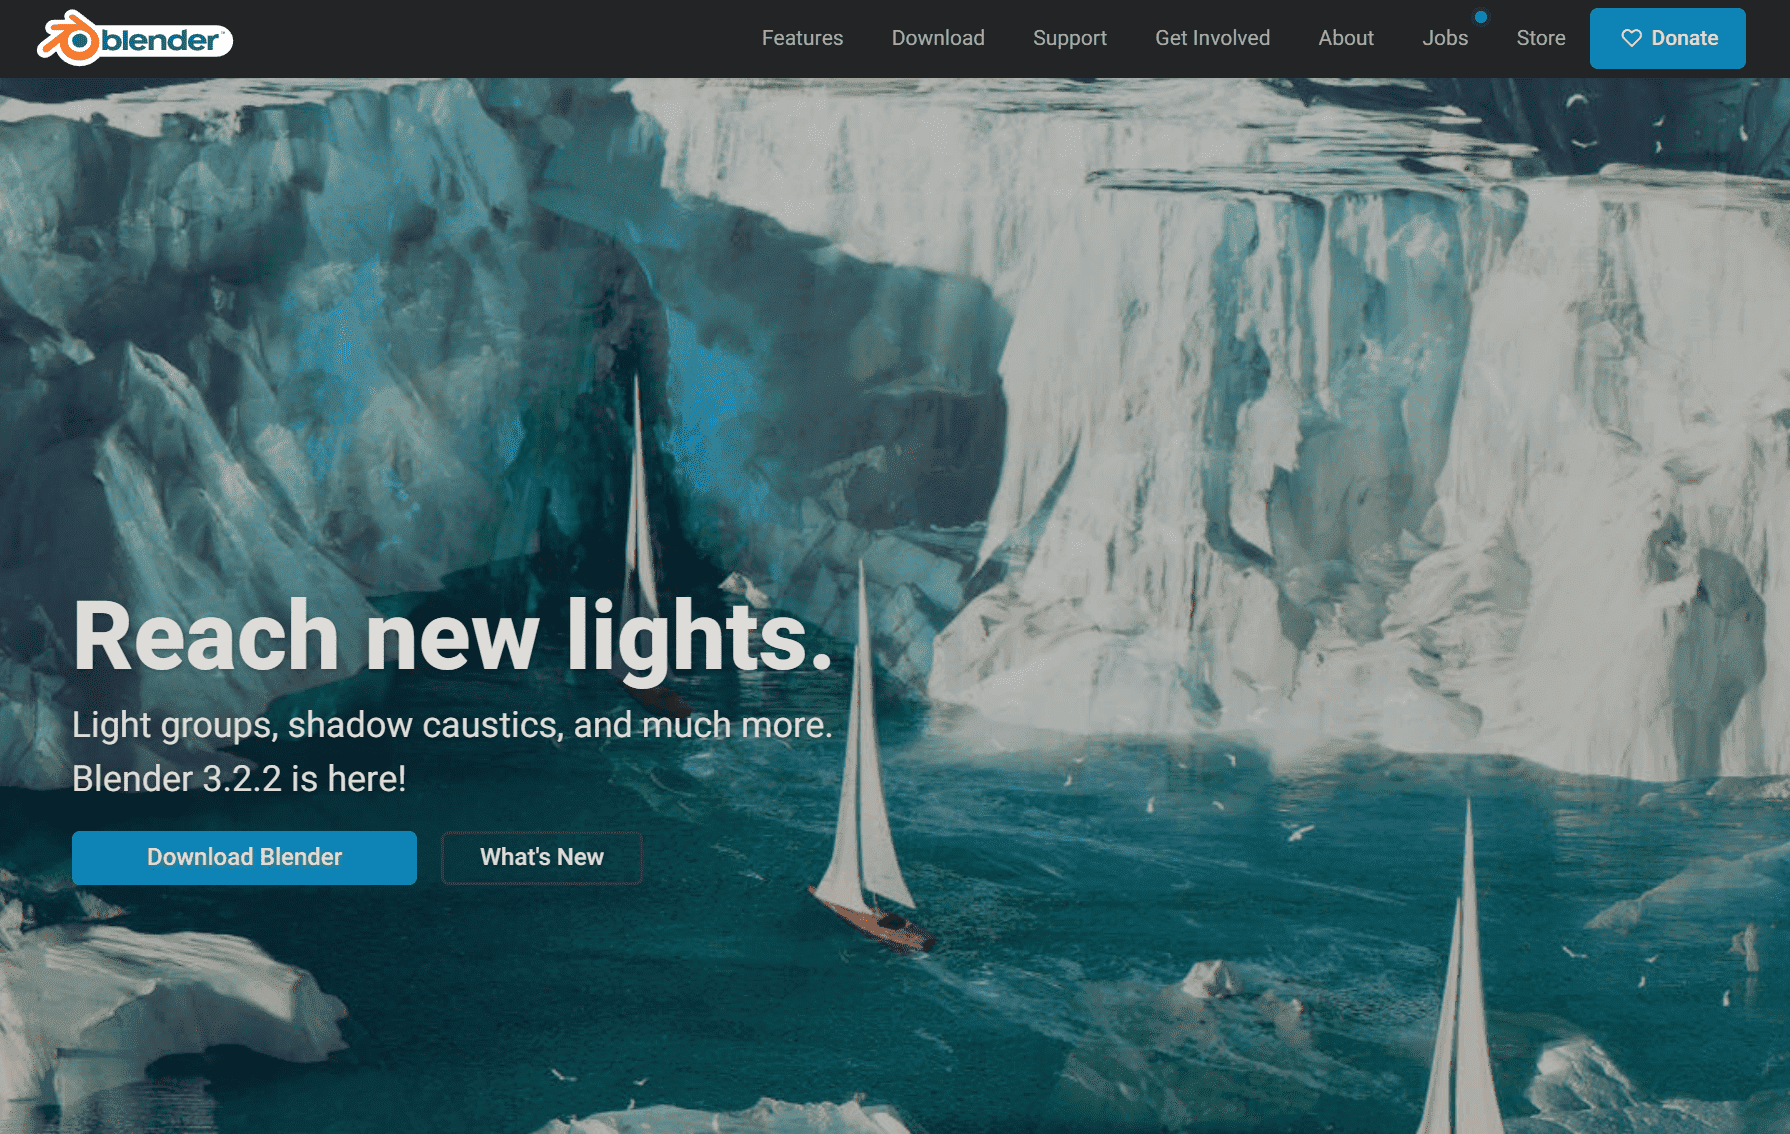 blender
Features Download Support Get Involved About Jobs Store Donate
Reach new lights.
Light groups, shadow caustics, and much more.
Blender 3.2.2 is here!
Download Blender What's New